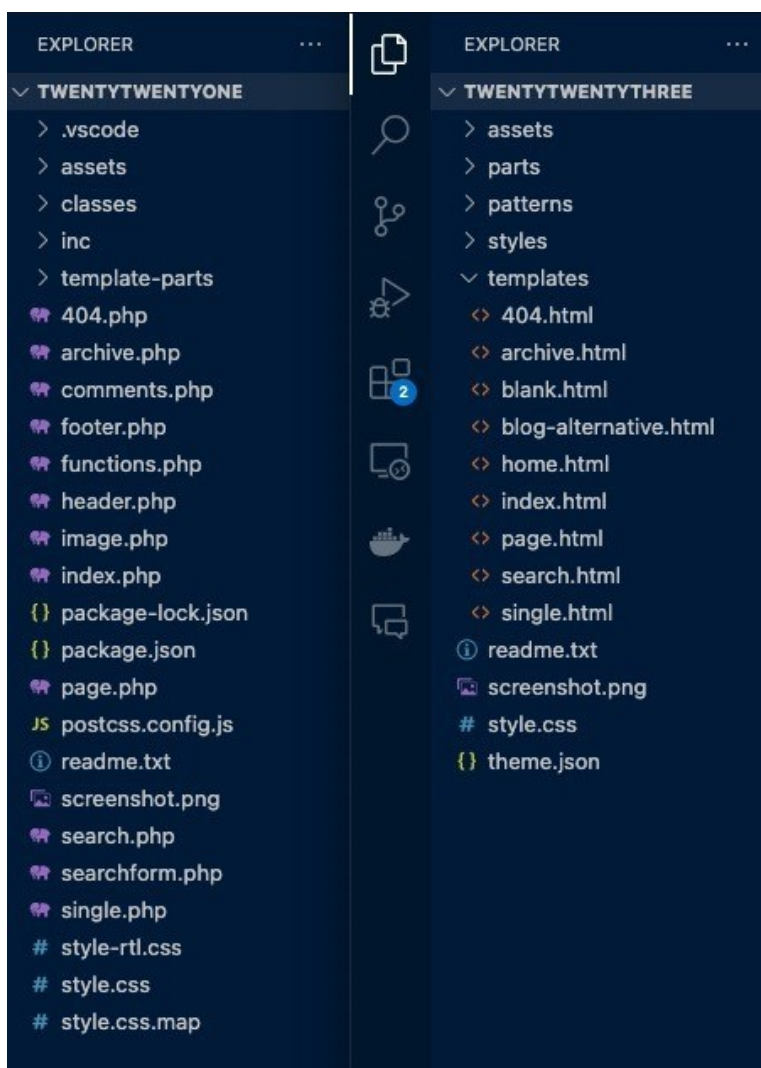 EXPLORER
TWENTYTWENTYONE
.vscode
assets
classes
inc
template-parts
404.php
archive.php
comments.php
footer.php
functions.php
header.php
image.php
index.php
{} package-lock.json
{} package.json
page.php
JS postcss.config.js
readme.txt
screenshot.png
search.php
searchform.php
single.php
# style-rtl.css
# style.css
# style.css.map
2
EXPLORER
TWENTYTWENTYTHREE
assets
parts
patterns
styles
templates
<> 404.html
<> archive.html
<> blank.html
<> blog-alternative.html
<> home.html
<> index.html
<> page.html
<> search.html
<> single.html
readme.txt
screenshot.png
# style.css
{} theme.json